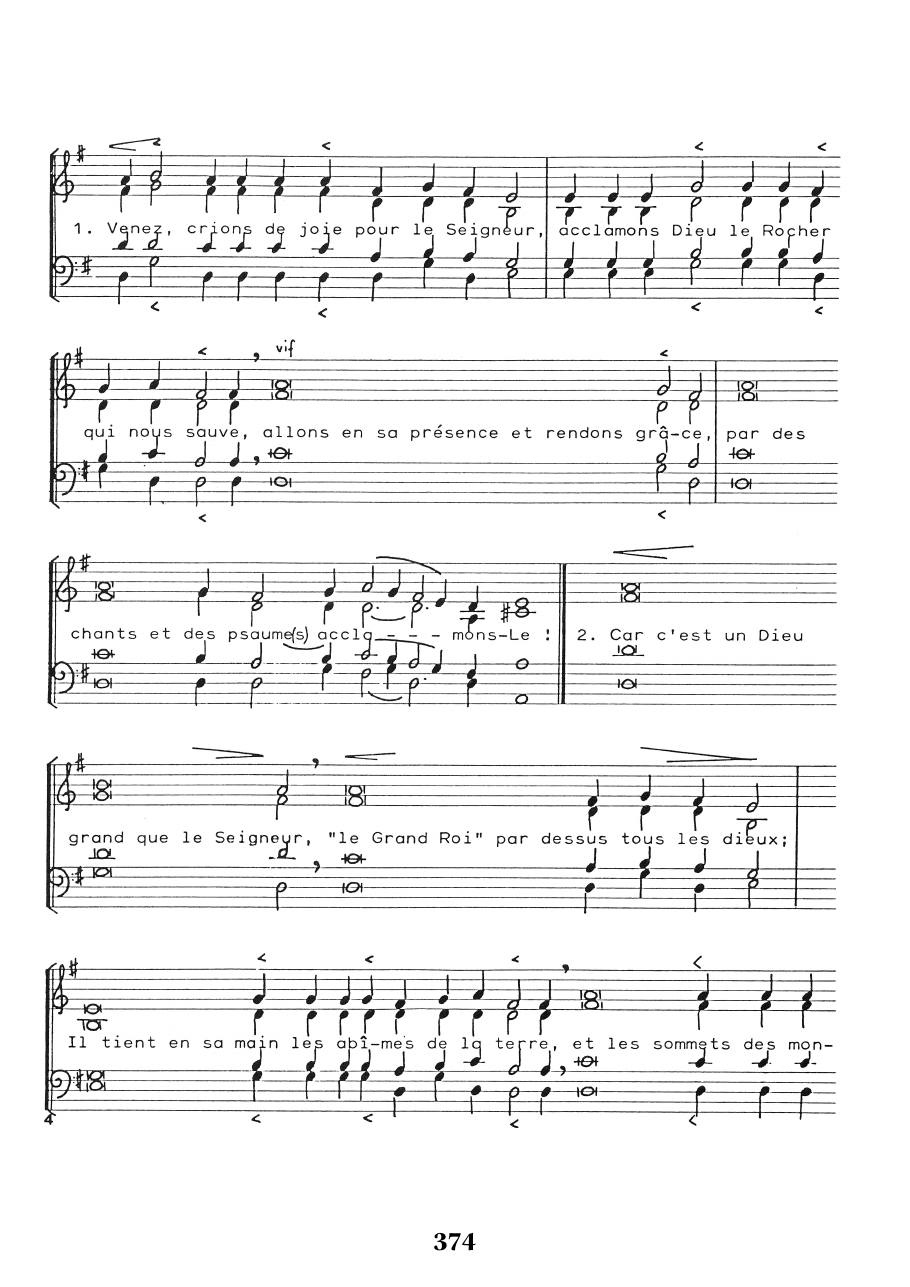 1. Venez, crions de joie pour le Seigneur, acclamons Dieu le Rocher
vif
qui nous sauve, allons en sa présence et rendons grâ-ce, par des
chants et des psaume(s) accla - - - mons-Le ! 2. Car c'est un Dieu
grand que le Seigneur, "le Grand Roi" par dessus tous les dieux;
Il tient en sa main les abî-mes de la terre, et les sommets des mon-
4
374